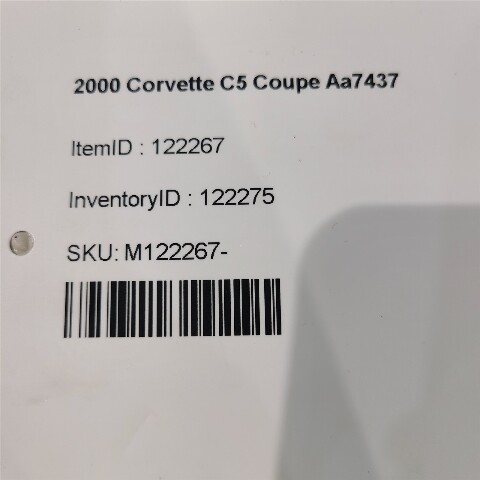 2000 Corvette C5 Coupe Aa7437
ItemID : 122267
InventoryID : 122275
SKU: M122267-